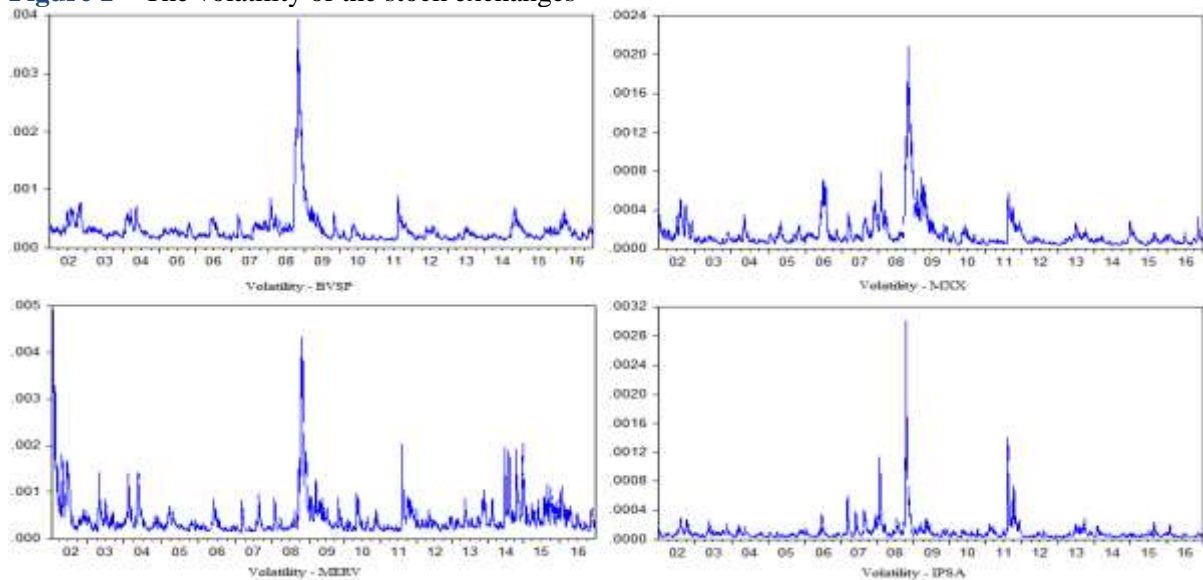 Figure
The volatility of the stock exchanges
.004
.003
.002
.001
.000
02 03 04 05 06 07 08 09 10 11 12 13 14 15 16
Volatility - BVSP
.0024
.0020
.0016
.0012
.0008
.0004
.0000
02 03 04 05 06 07 08 09 10 11 12 13 14 15 16
Volatility - MXX
.005
.004
.003
.002
.001
.000
02 03 04 05 06 07 08 09 10 11 12 13 14 15 16
Volatility - MERV
.0032
.0028
.0024
.0020
.0016
.0012
.0008
.0004
.0000
02 03 04 05 06 07 08 09 10 11 12 13 14 15 16
Volatility - IPSA